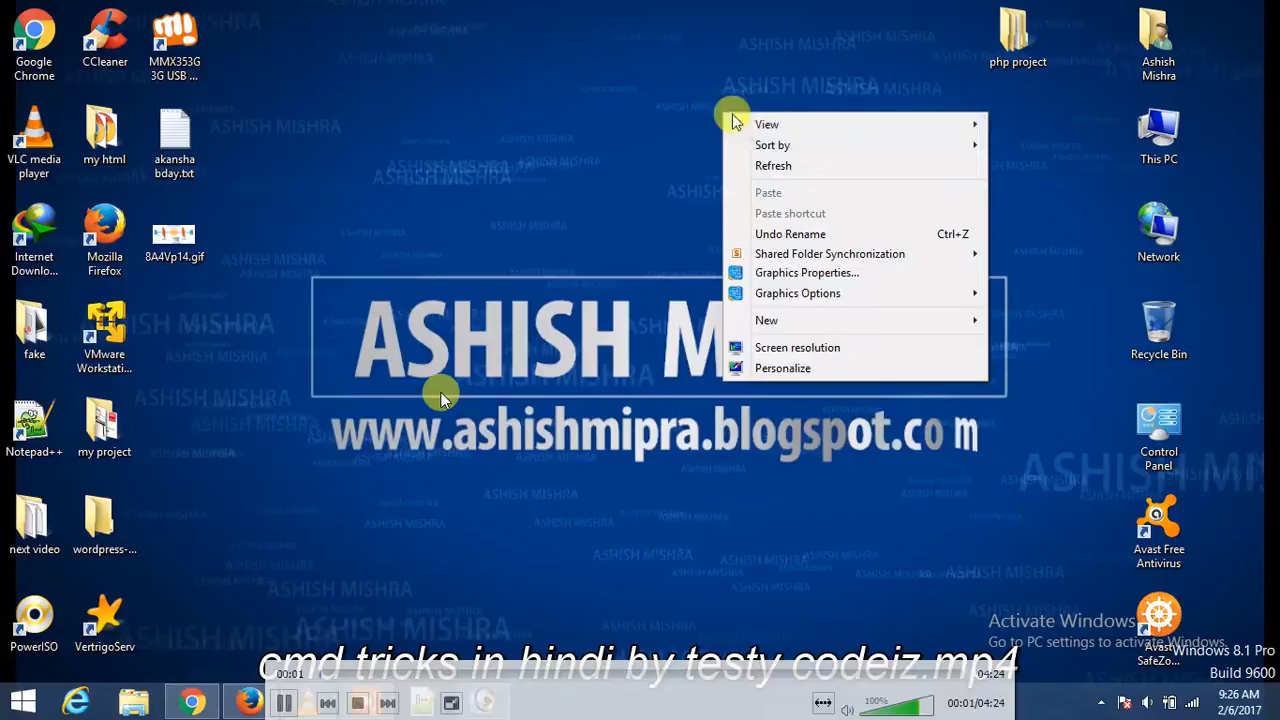 Google
Chrome
CCleaner
MMX353G
3G USB ...
php project
Ashish
Mishra
VLC media
player
my html
akansha
bday.txt
This PC
Internet
Downlo...
Mozilla
Firefox
8A4Vp14.gif
Network
fake
VMware
Workstati...
Recycle Bin
Notepad++
my project
Control
Panel
next video
wordpress-...
Avast Free
Antivirus
PowerISO
VertrigoServ
Avast
SafeZo...
View
Sort by
Refresh
Paste
Paste shortcut
Undo Rename Ctrl+Z
Shared Folder Synchronization
Graphics Properties...
Graphics Options
New
Screen resolution
Personalize
ASHISH MISHRA
ASHISH M
www.ashishmipra.blogspot.co m
Activate Windows
Go to PC settings to activate Windows.
Windows 8.1 Pro
Build 9600
cmd tricks in hindi by testy codeiz.mp4
00:01
04:24
100%
00:01/04:24
9:26 AM
2/6/2017